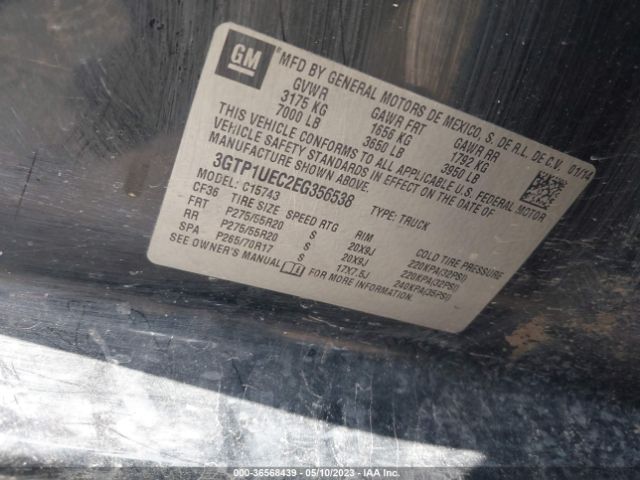 GM
MFD BY GENERAL MOTORS DE MEXICO, S. DE R.L. DE C.V. 01/14
GVWR GAWR FRT GAWR RR
3175 KG 1656 KG 1792 KG
7000 LB 3650 LB 3950 LB
THIS VEHICLE CONFORMS TO ALL APPLICABLE U.S. FEDERAL MOTOR
VEHICLE SAFETY STANDARDS IN EFFECT ON THE DATE OF
MANUFACTURE SHOWN ABOVE.
3GTP1UEC2EG356538 TYPE: TRUCK
MODEL: C15743
CF36 TIRE SIZE SPEED RTG RIM COLD TIRE PRESSURE
FRT P275/55R20 S 20X9J 220KPA(32PSI)
RR P275/55R20 S 20X9J 220KPA(32PSI)
SPA P265/70R17 S 17X7.5J 240KPA(35PSI)
SEE OWNER'S MANUAL FOR MORE INFORMATION.
000-36568439 - 05/10/2023 - IAA Inc.